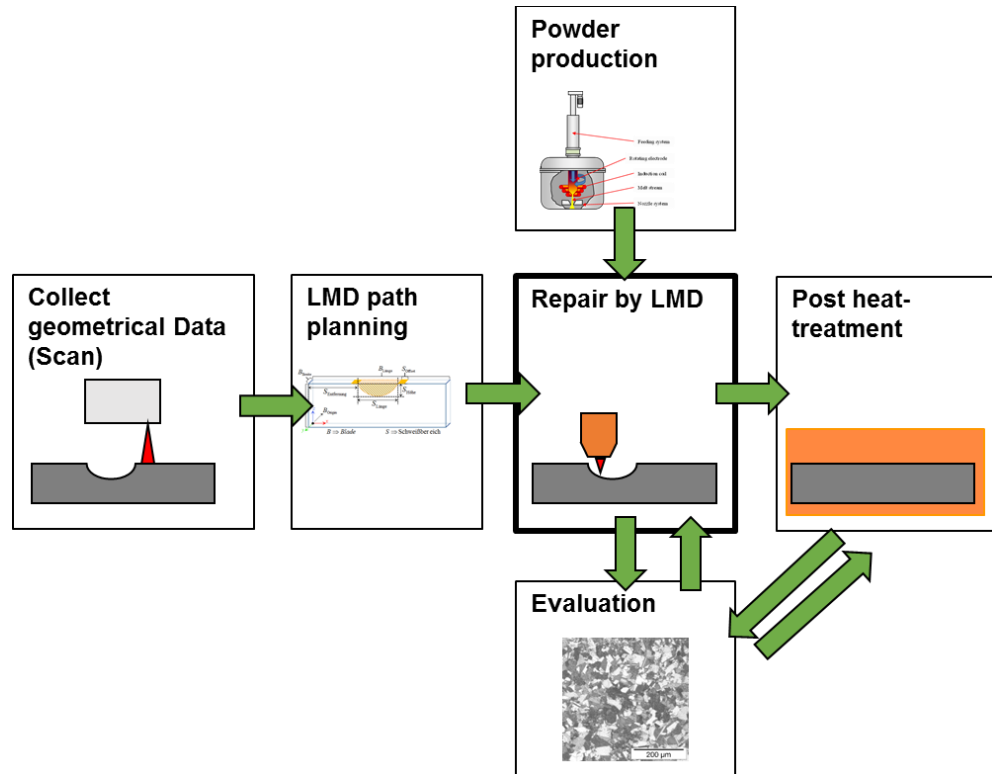 Powder
production
Feeding system
Rotating electrode
Induction coil
Melt stream
Nozzle system
Collect
geometrical Data
(Scan)
LMD path
planning
B ⇒ Blade
S ⇒ Schweißbereich
Repair by LMD
Post heat-
treatment
Evaluation
200 µm